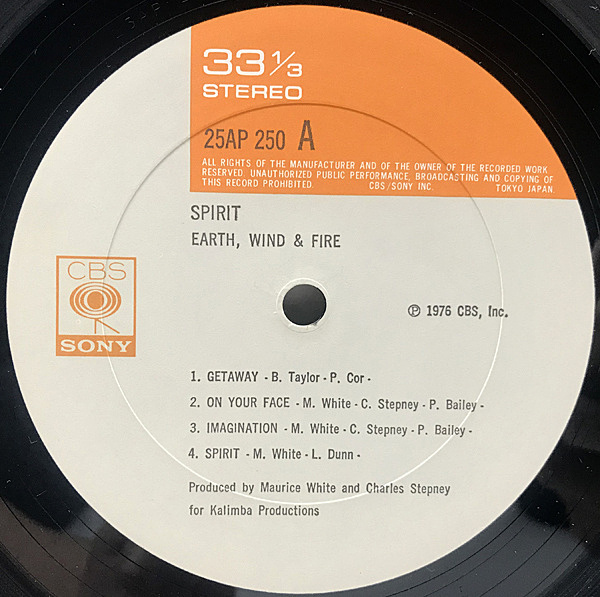 33 1/3
STEREO
25AP 250 A
ALL RIGHTS OF THE MANUFACTURER AND OF THE OWNER OF THE RECORDED WORK
RESERVED. UNAUTHORIZED PUBLIC PERFORMANCE, BROADCASTING AND COPYING OF
THIS RECORD PROHIBITED. CBS/SONY INC. TOKYO JAPAN
SPIRIT
EARTH, WIND & FIRE
CBS
SONY
℗ 1976 CBS, Inc.
1. GETAWAY - B. Taylor - P. Cor -
2. ON YOUR FACE - M. White - C. Stepney - P. Bailey -
3. IMAGINATION - M. White - C. Stepney - P. Bailey -
4. SPIRIT - M. White - L. Dunn -
Produced by Maurice White and Charles Stepney
for Kalimba Productions